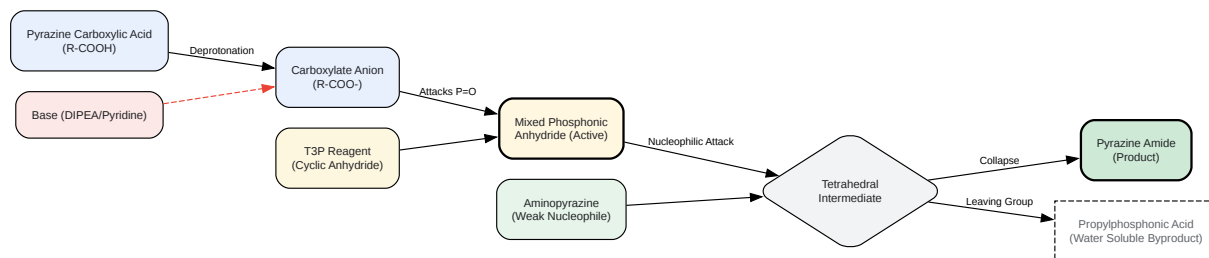 Pyrazine Carboxylic Acid
(R-COOH)
Deprotonation
Base (DIPEA/Pyridine)
Carboxylate Anion
(R-COO-)
Attacks P=O
T3P Reagent
(Cyclic Anhydride)
Mixed Phosphonic
Anhydride (Active)
Nucleophilic Attack
Aminopyrazine
(Weak Nucleophile)
Tetrahedral
Intermediate
Collapse
Leaving Group
Pyrazine Amide
(Product)
Propylphosphonic Acid
(Water Soluble Byproduct)